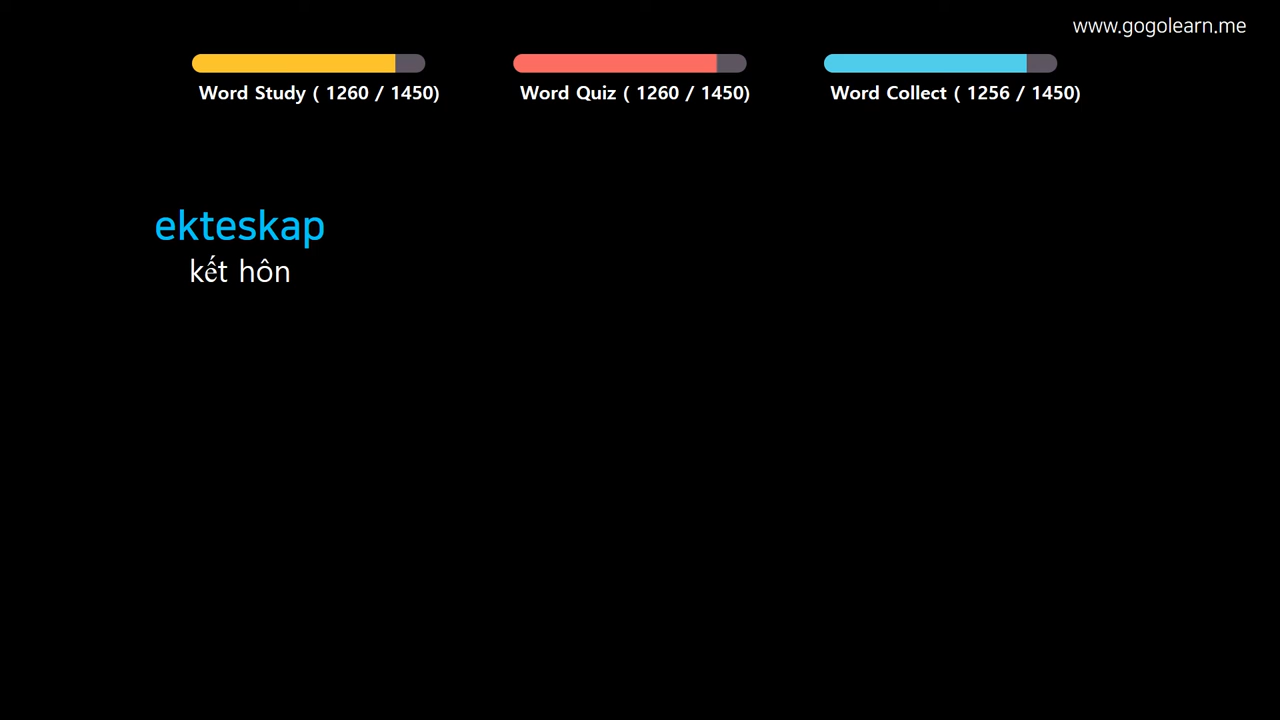 www.gogolearn.me
Word Study ( 1260 / 1450)
Word Quiz ( 1260 / 1450)
Word Collect ( 1256 / 1450)
ekteskap
kết hôn